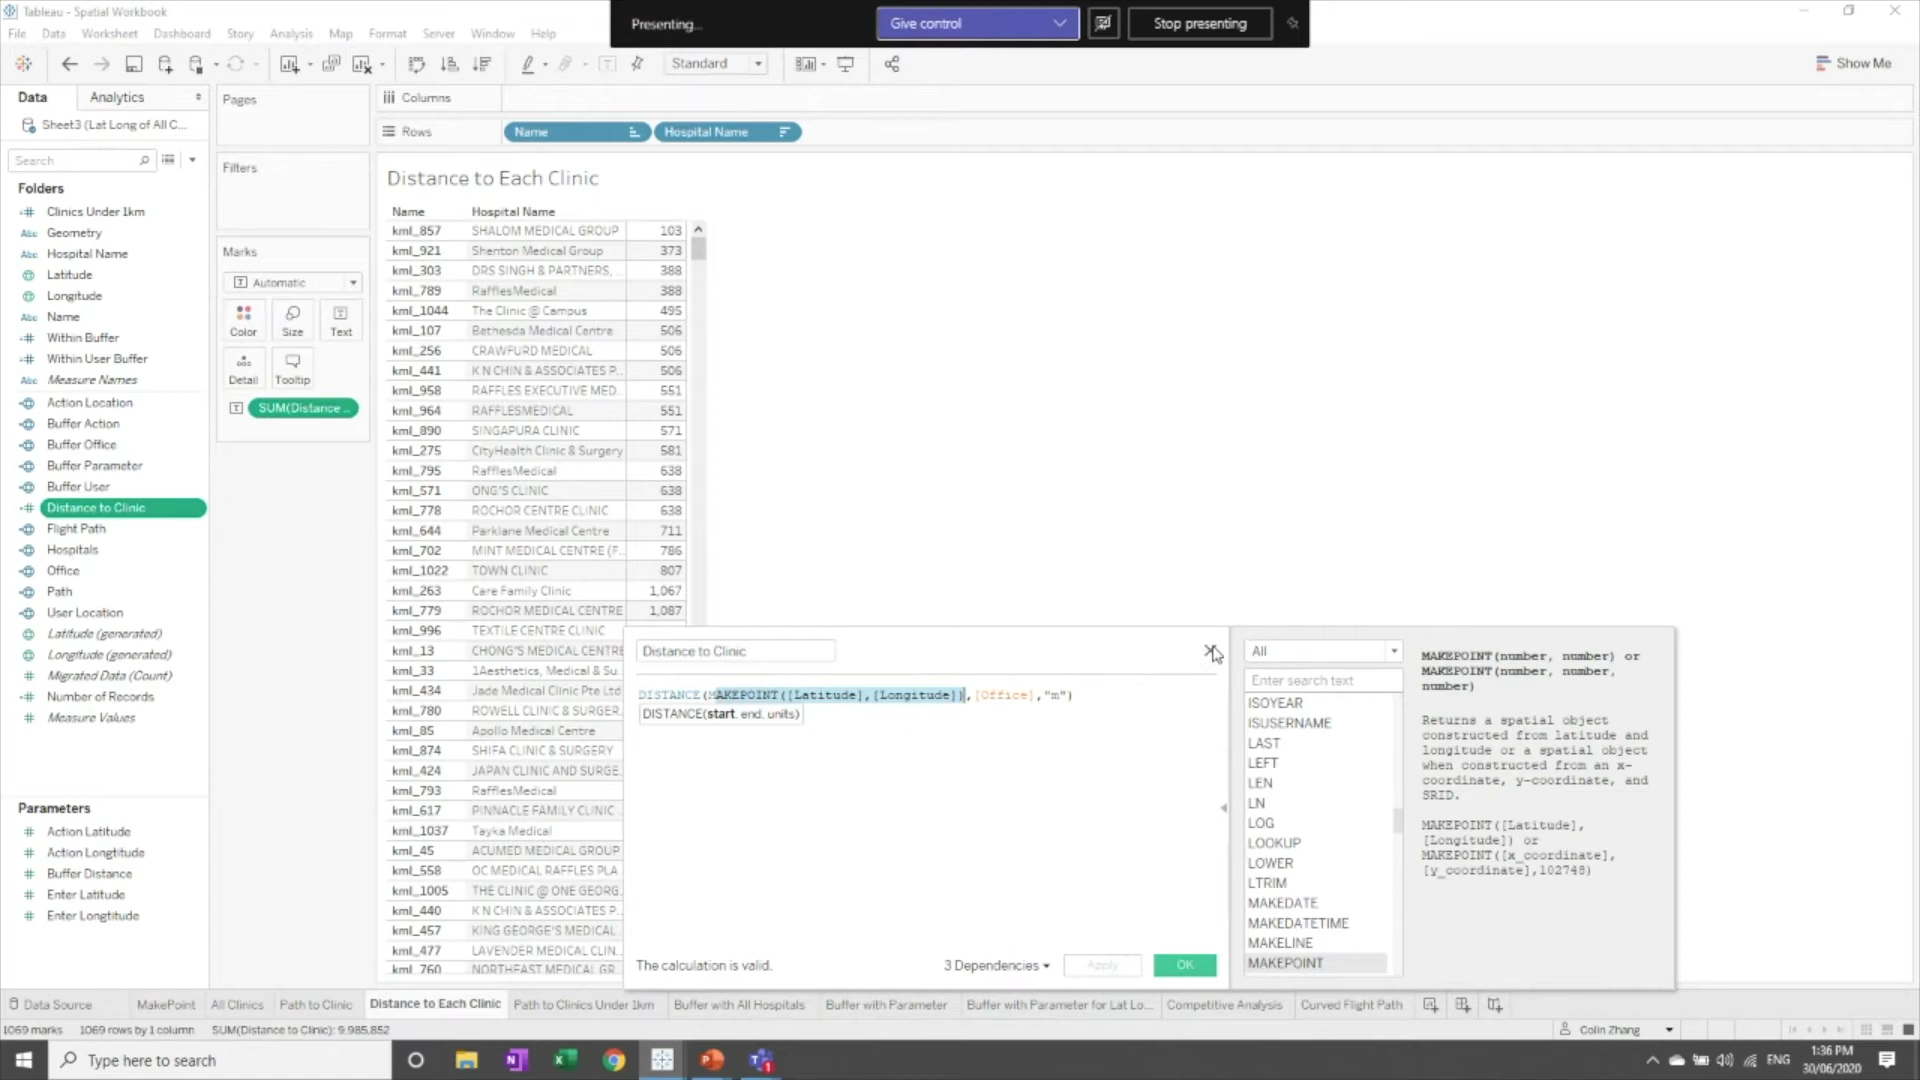 Tableau - Spatial Workbook
Presenting...
Give control
Stop presenting
File Data Worksheet Dashboard Story Analysis Map Format Server Window Help
Standard
Show Me
Data
Analytics
Sheet3 (Lat Long of All C...
Search
Folders
Clinics Under 1km
Abc Geometry
Abc Hospital Name
Latitude
Longitude
Abc Name
Within Buffer
Within User Buffer
Abc Measure Names
Action Location
Buffer Action
Buffer Office
Buffer Parameter
Buffer User
Distance to Clinic
Flight Path
Hospitals
Office
Path
User Location
Latitude (generated)
Longitude (generated)
Migrated Data (Count)
Number of Records
Measure Values
Parameters
Action Latitude
Action Longtitude
Buffer Distance
Enter Latitude
Enter Longtitude
Pages
Filters
Marks
Automatic
Color
Size
Text
Detail
Tooltip
SUM(Distance ..
Columns
Rows
Name
Hospital Name
Distance to Each Clinic
Name Hospital Name
kml_857 SHALOM MEDICAL GROUP 103
kml_921 Shenton Medical Group 373
kml_303 DRS SINGH & PARTNERS, .. 388
kml_789 RafflesMedical 388
kml_1044 The Clinic @ Campus 495
kml_107 Bethesda Medical Centre 506
kml_256 CRAWFURD MEDICAL 506
kml_441 K N CHIN & ASSOCIATES P.. 506
kml_958 RAFFLES EXECUTIVE MED.. 551
kml_964 RAFFLESMEDICAL 551
kml_890 SINGAPURA CLINIC 571
kml_275 CityHealth Clinic & Surgery 581
kml_795 RafflesMedical 638
kml_571 ONG'S CLINIC 638
kml_778 ROCHOR CENTRE CLINIC 638
kml_644 Parklane Medical Centre 711
kml_702 MINT MEDICAL CENTRE (F.. 786
kml_1022 TOWN CLINIC 807
kml_263 Care Family Clinic 1,067
kml_779 ROCHOR MEDICAL CENTRE 1,087
kml_996 TEXTILE CENTRE CLINIC
kml_13 CHONG'S MEDICAL CENTRE
kml_33 1Aesthetics, Medical & Su..
kml_434 Jade Medical Clinic Pte Ltd
kml_780 ROWELL CLINIC & SURGER..
kml_85 Apollo Medical Centre
kml_874 SHIFA CLINIC & SURGERY
kml_424 JAPAN CLINIC AND SURGE..
kml_793 RafflesMedical
kml_617 PINNACLE FAMILY CLINIC
kml_1037 Tayka Medical
kml_45 ACUMED MEDICAL GROUP
kml_558 OC MEDICAL RAFFLES PLA..
kml_1005 THE CLINIC @ ONE GEORG..
kml_440 K N CHIN & ASSOCIATES P..
kml_457 KING GEORGE'S MEDICAL
kml_477 LAVENDER MEDICAL CLIN..
kml_760 NORTHEAST MEDICAL GR..
Distance to Clinic
DISTANCE(MAKEPOINT([Latitude],[Longitude]),[Office],"m")
DISTANCE(start, end, units)
The calculation is valid.
3 Dependencies
Apply
OK
All
Enter search text
ISOYEAR
ISUSERNAME
LAST
LEFT
LEN
LN
LOG
LOOKUP
LOWER
LTRIM
MAKEDATE
MAKEDATETIME
MAKELINE
MAKEPOINT
MAKEPOINT(number, number) or
MAKEPOINT(number, number,
number)
Returns a spatial object
constructed from latitude and
longitude or a spatial object
when constructed from an x-
coordinate, y-coordinate, and
SRID.
MAKEPOINT([Latitude],
[Longitude]) or
MAKEPOINT([x_coordinate],
[y_coordinate],102748)
Data Source MakePoint All Clinics Path to Clinic Distance to Each Clinic Path to Clinics Under 1km Buffer with All Hospitals Buffer with Parameter Buffer with Parameter for Lat Lo... Competitive Analysis Curved Flight Path
1069 marks 1069 rows by 1 column SUM(Distance to Clinic): 9,985,852
Colin Zhang
Type here to search
ENG
1:36 PM
30/06/2020